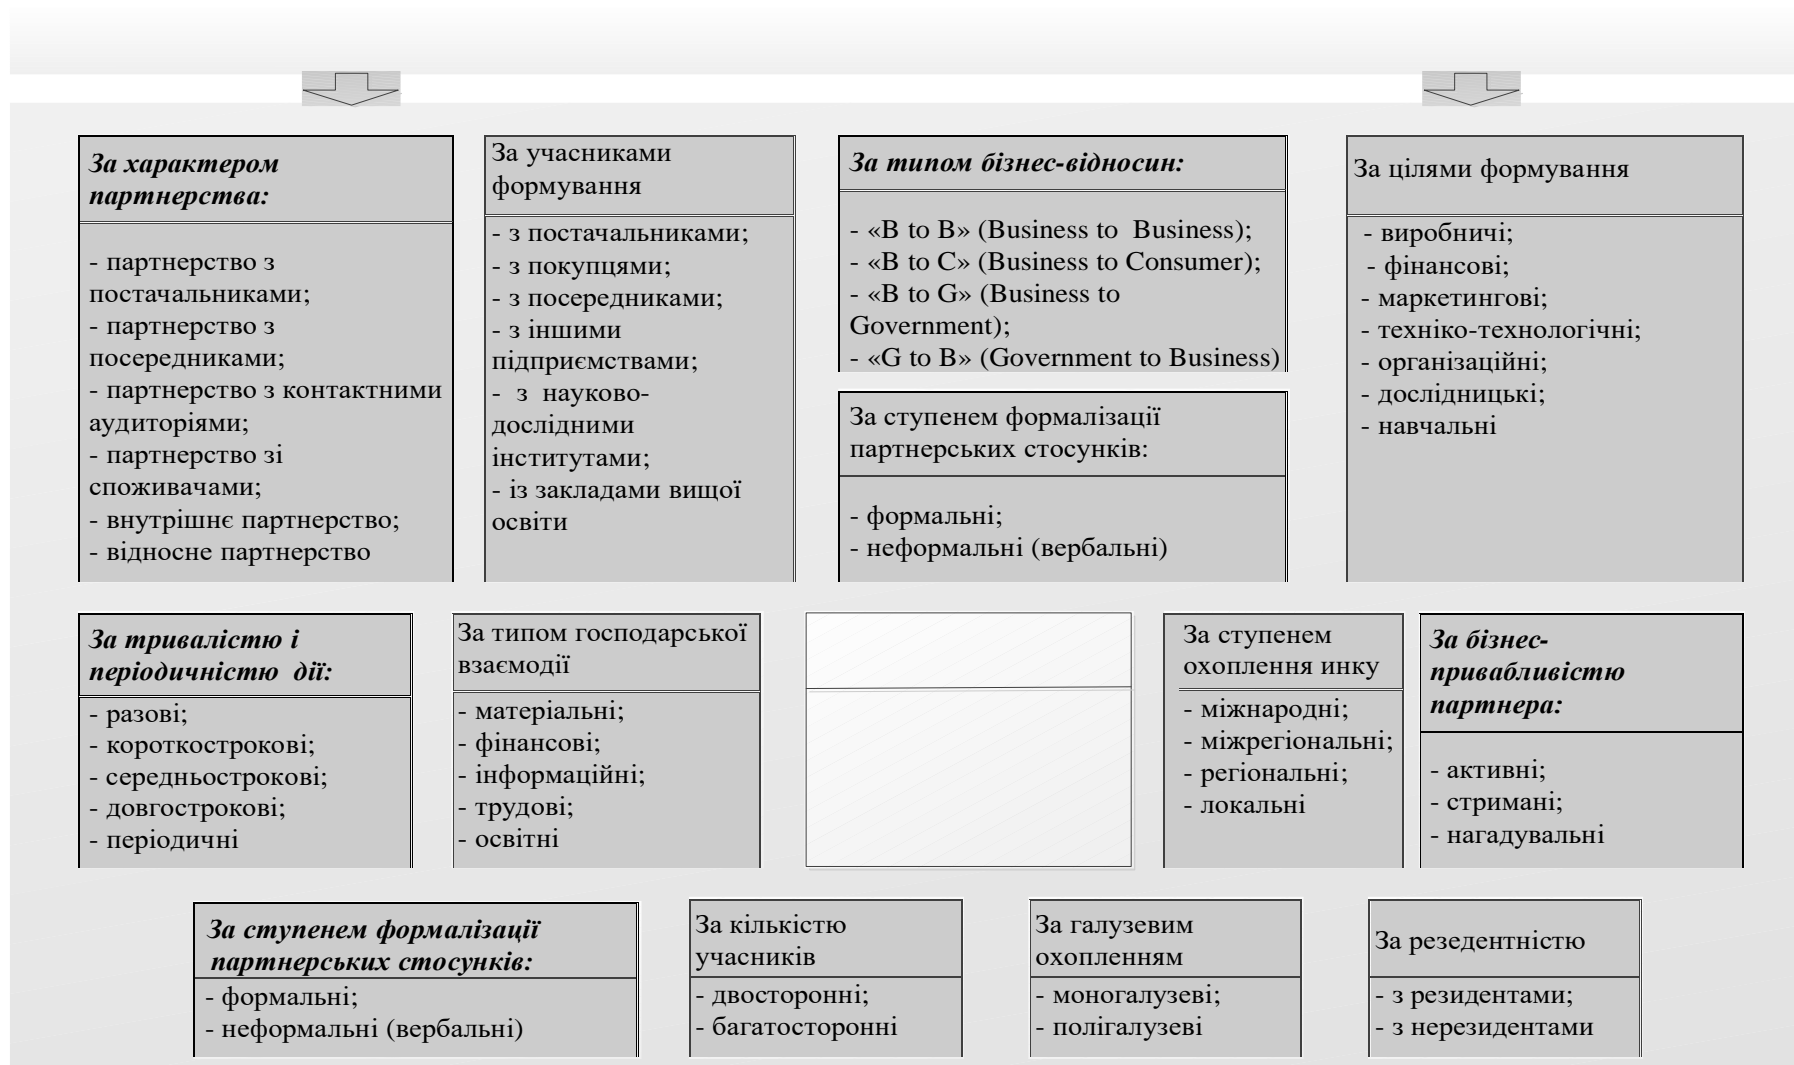 За характером
партнерства:
- партнерство з
постачальниками;
- партнерство з
посередниками;
- партнерство з контактними
аудиторіями;
- партнерство зі
споживачами;
- внутрішнє партнерство;
- відносне партнерство
За учасниками
формування
- з постачальниками;
- з покупцями;
- з посередниками;
- з іншими
підприємствами;
- з науково-
дослідними
інститутами;
- із закладами вищої
освіти
За типом бізнес-відносин:
- «B to B» (Business to Business);
- «B to C» (Business to Consumer);
- «B to G» (Business to
Government);
- «G to B» (Government to Business)
За ступенем формалізації
партнерських стосунків:
- формальні;
- неформальні (вербальні)
За цілями формування
- виробничі;
- фінансові;
- маркетингові;
- техніко-технологічні;
- організаційні;
- дослідницькі;
- навчальні
За тривалістю і
періодичністю дії:
- разові;
- короткострокові;
- середньострокові;
- довгострокові;
- періодичні
За типом господарської
взаємодії
- матеріальні;
- фінансові;
- інформаційні;
- трудові;
- освітні
За ступенем
охоплення инку
- міжнародні;
- міжрегіональні;
- регіональні;
- локальні
За бізнес-
привабливістю
партнера:
- активні;
- стримані;
- нагадувальні
За ступенем формалізації
партнерських стосунків:
- формальні;
- неформальні (вербальні)
За кількістю
учасників
- двосторонні;
- багатосторонні
За галузевим
охопленням
- моногалузеві;
- полігалузеві
За резедентністю
- з резидентами;
- з нерезидентами